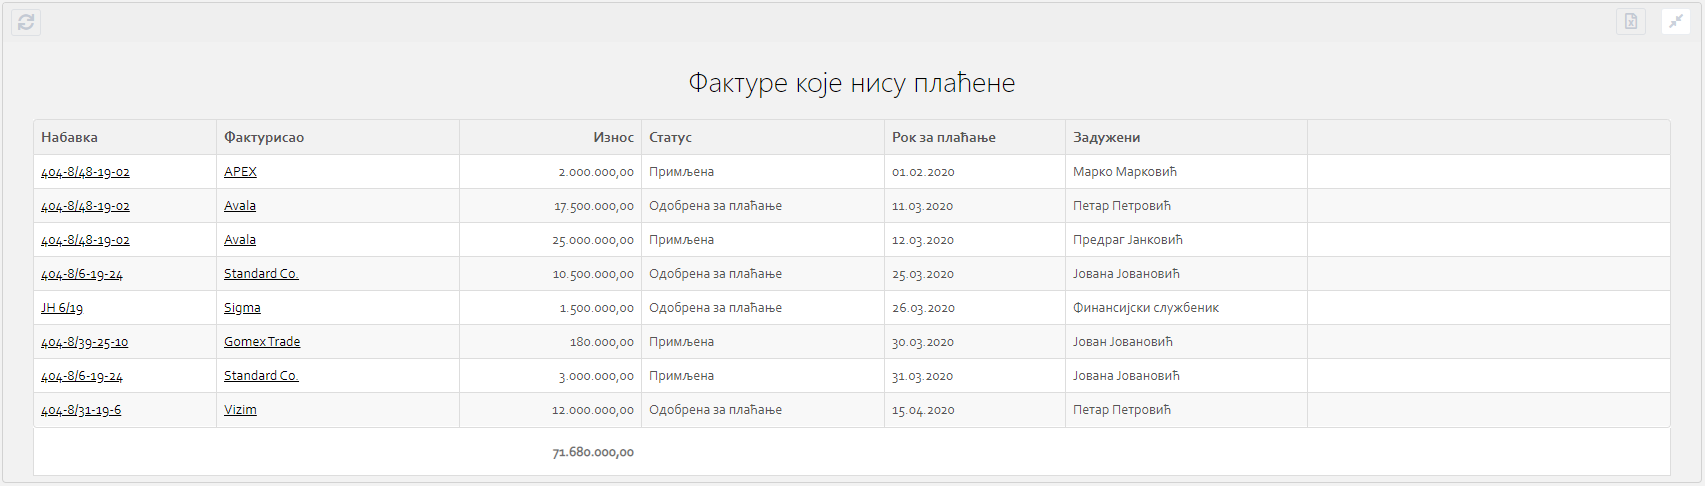 Фактуре које нису плаћене
Набавка Фактурисао Износ Статус Рок за плаћање Задужени
404-8/48-19-02 APEX 2.000.000,00 Примљена 01.02.2020 Марко Марковић
404-8/48-19-02 Avala 17.500.000,00 Одобрена за плаћање 11.03.2020 Петар Петровић
404-8/48-19-02 Avala 25.000.000,00 Примљена 12.03.2020 Предраг Јанковић
404-8/6-19-24 Standard Co. 10.500.000,00 Одобрена за плаћање 25.03.2020 Јована Јовановић
ЈН 6/19 Sigma 1.500.000,00 Одобрена за плаћање 26.03.2020 Финансијски службеник
404-8/39-25-10 Gomex Trade 180.000,00 Примљена 30.03.2020 Јован Јовановић
404-8/6-19-24 Standard Co. 3.000.000,00 Примљена 31.03.2020 Јована Јовановић
404-8/31-19-6 Vizim 12.000.000,00 Одобрена за плаћање 15.04.2020 Петар Петровић
71.680.000,00